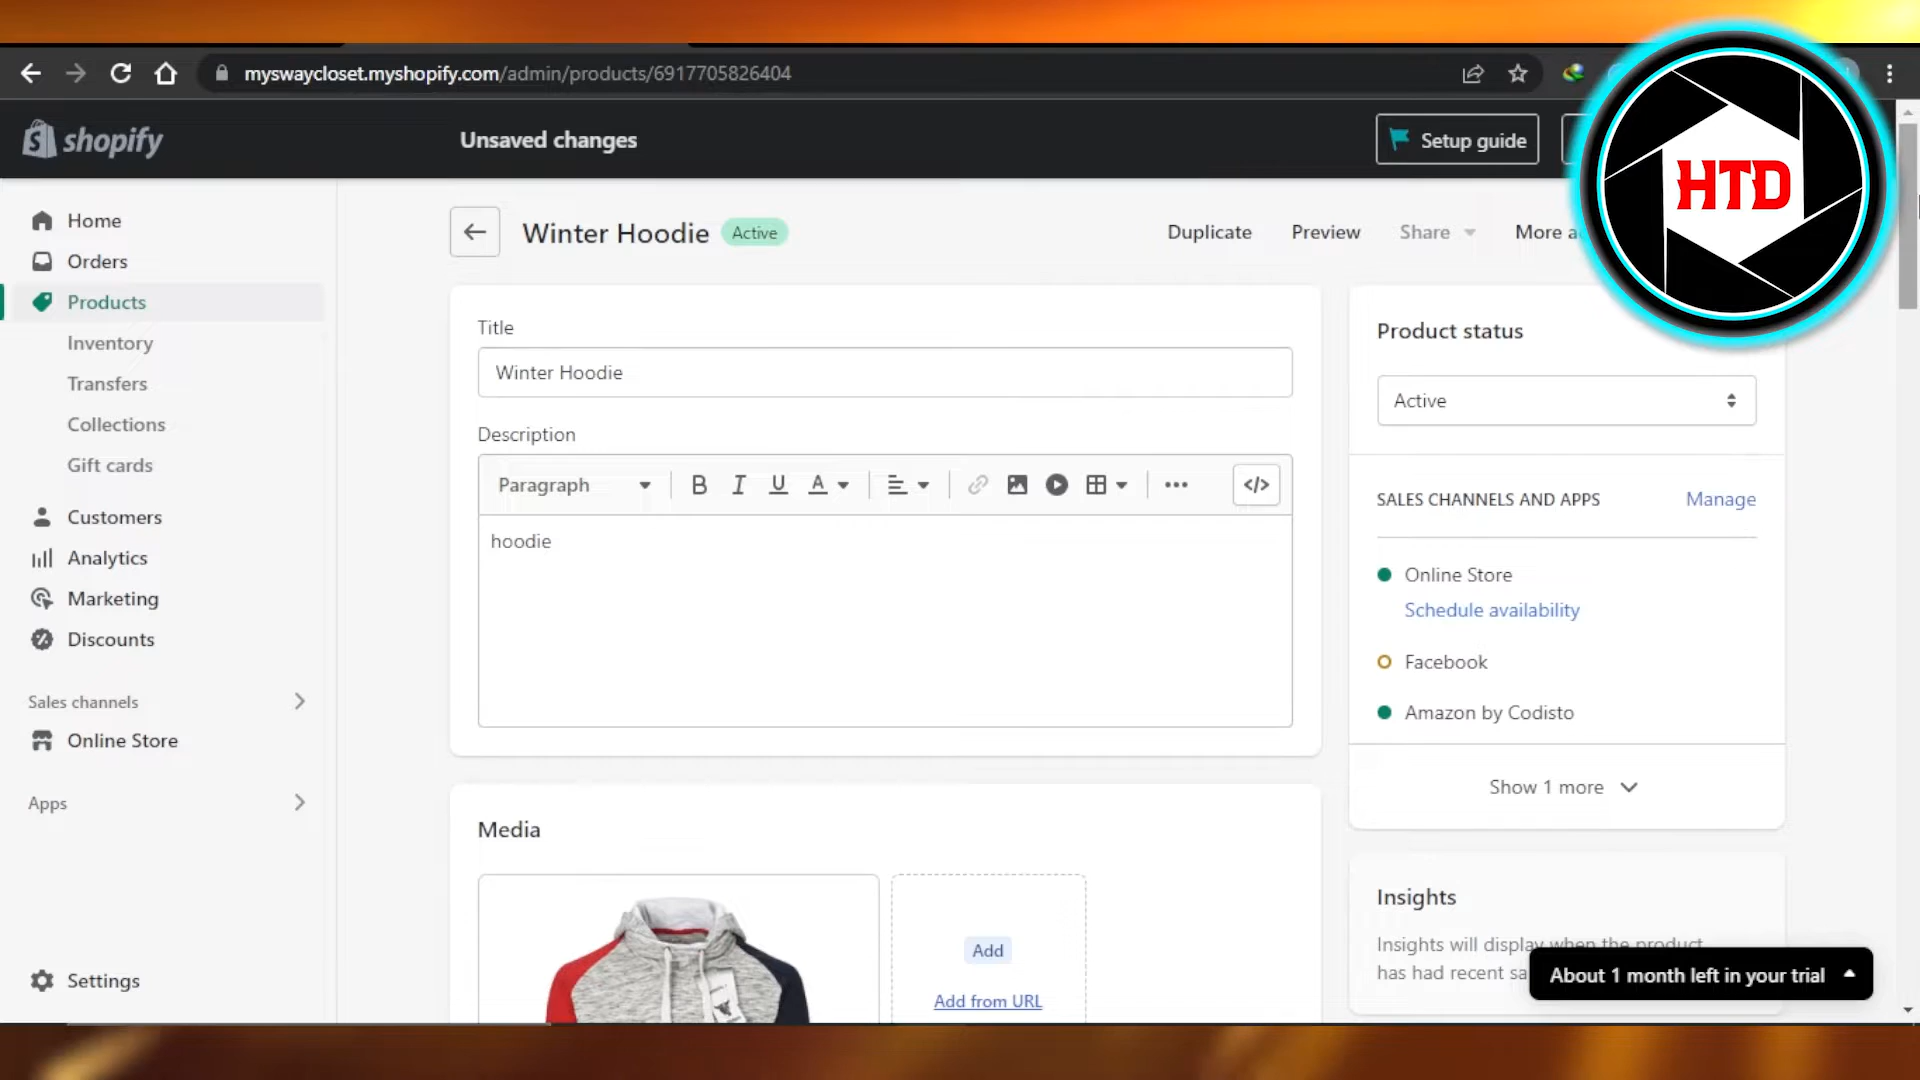 myswaycloset.myshopify.com/admin/products/6917705826404
shopify
Unsaved changes
Setup guide
HTD
Home
Orders
Products
Inventory
Transfers
Collections
Gift cards
Customers
Analytics
Marketing
Discounts
Sales channels
Online Store
Apps
Settings
Winter Hoodie
Active
Duplicate
Preview
Share
More
Title
Winter Hoodie
Description
Paragraph
B I U A
hoodie
Media
Add
Add from URL
Product status
Active
SALES CHANNELS AND APPS
Manage
Online Store
Schedule availability
Facebook
Amazon by Codisto
Show 1 more
Insights
Insights will display when the product
has had recent
About 1 month left in your trial